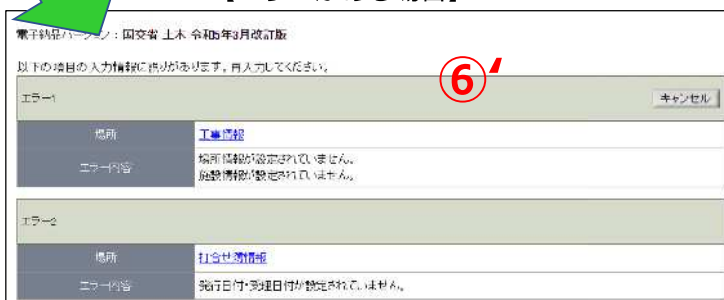 電子納品バージョン：国交省 土木 令和5年3月改訂版
以下の項目の入力情報に誤りがあります。再入力してください。
⑥‘
エラー1
キャンセル
場所
工事情報
エラー内容
場所情報が設定されていません。
施設情報が設定されていません。
エラー2
場所
打合せ簿情報
エラー内容
発行日付・受理日付が設定されていません。